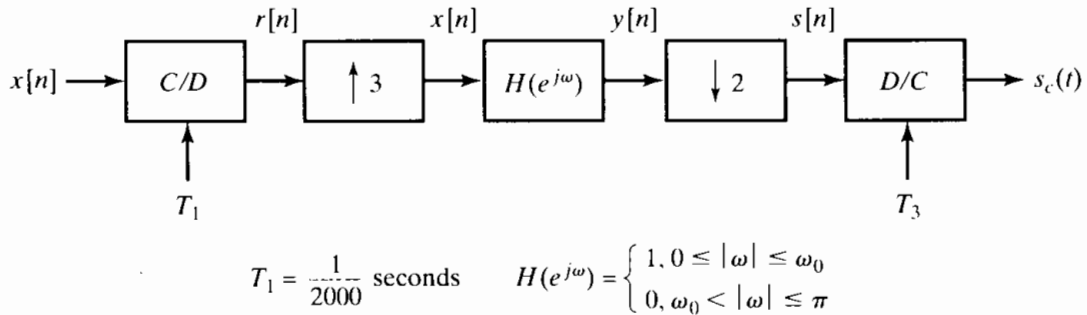 r[n] x[n] y[n] s[n]
x[n] C/D ↑ 3 H(e^{jω}) ↓ 2 D/C s_c(t)
T_1 T_3
T_1 = 1/2000 seconds H(e^{jω}) = { 1, 0 ≤ |ω| ≤ ω_0
0, ω_0 < |ω| ≤ π